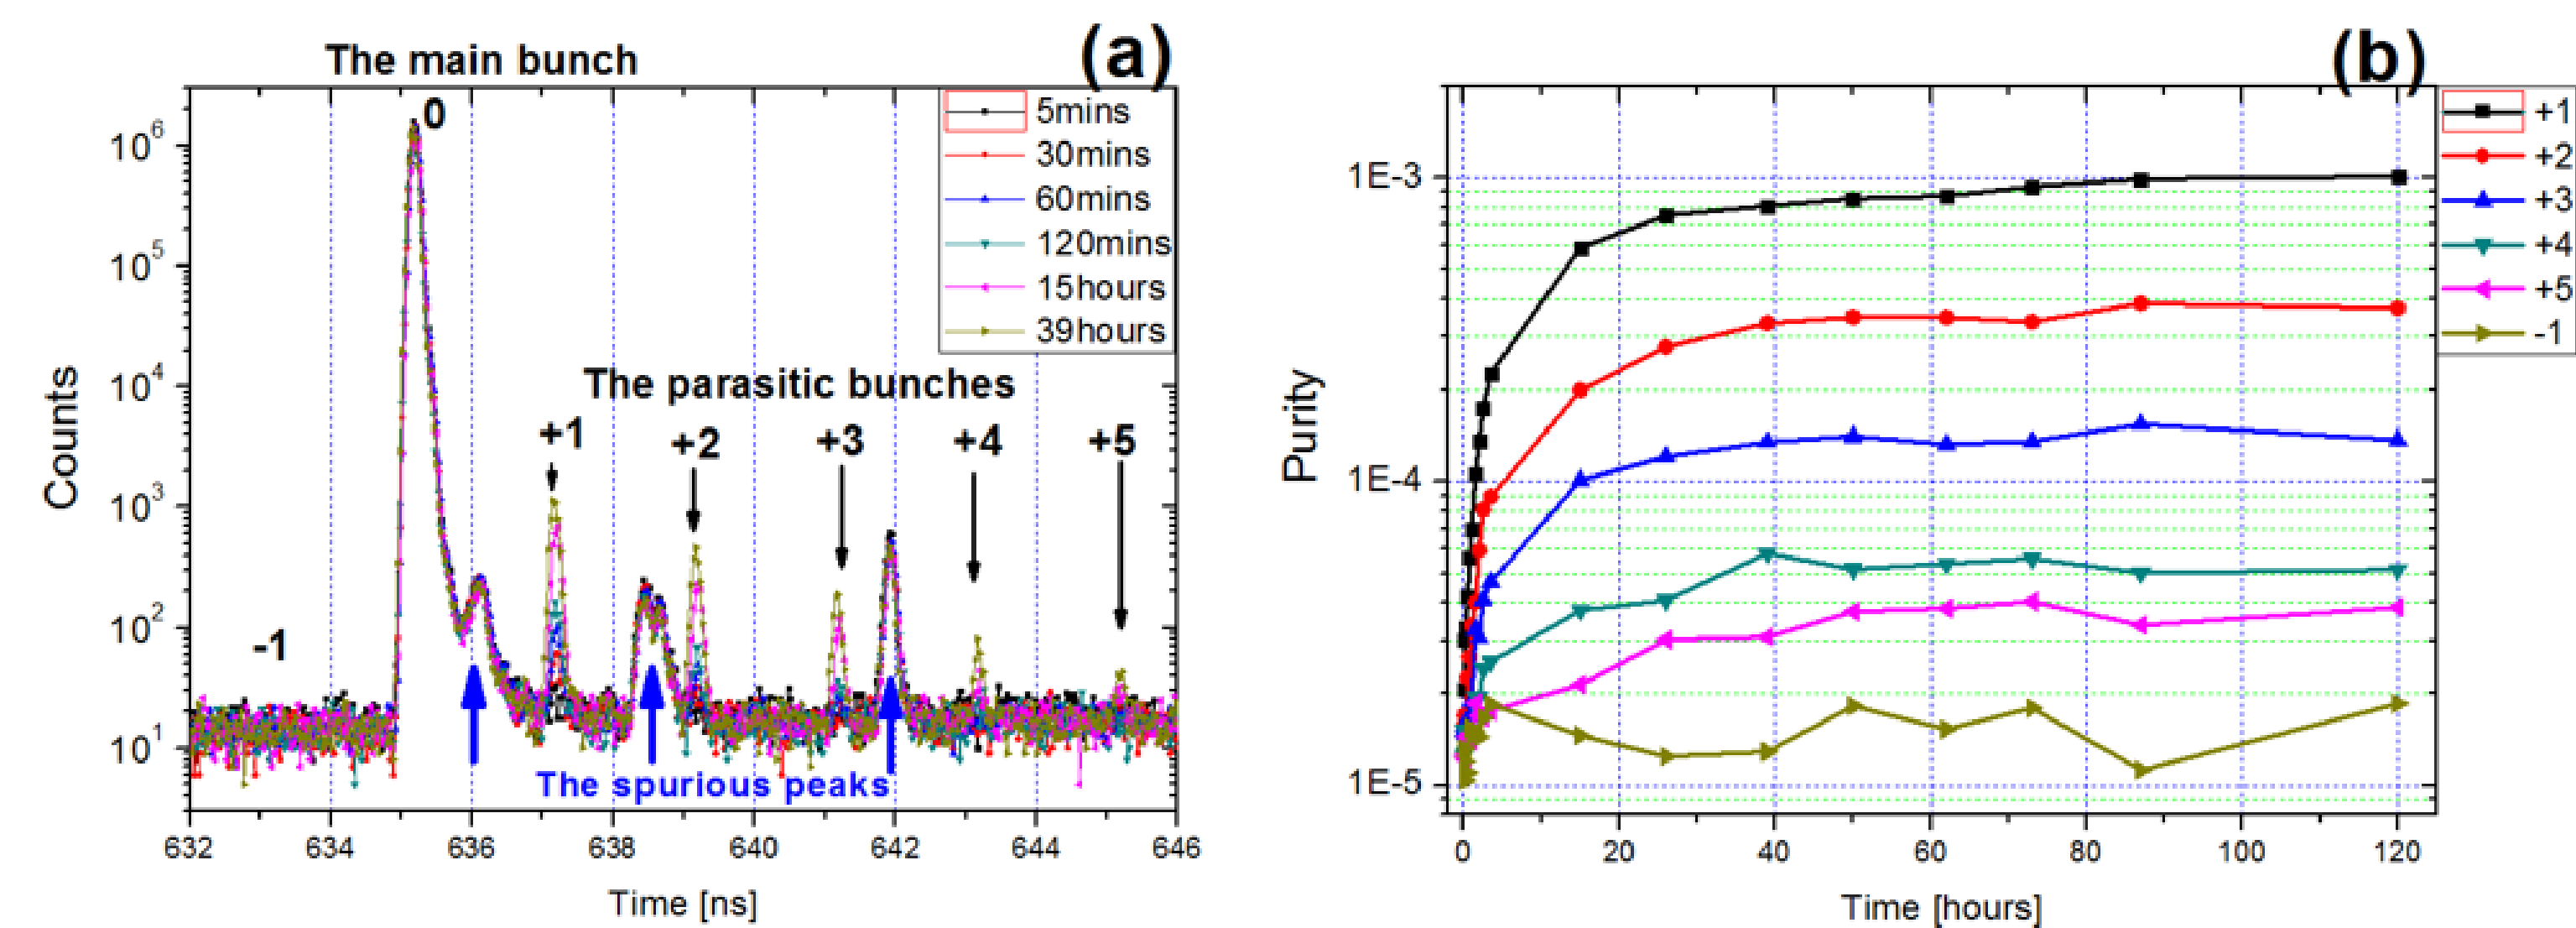 The main bunch
(a)
0
5mins
30mins
60mins
120mins
15hours
39hours
The parasitic bunches
+1
+2
+3
+4
+5
-1
The spurious peaks
Counts
10^6
10^5
10^4
10^3
10^2
10^1
632 634 636 638 640 642 644 646
Time [ns]
(b)
+1
+2
+3
+4
+5
-1
Purity
1E-3
1E-4
1E-5
0 20 40 60 80 100 120
Time [hours]